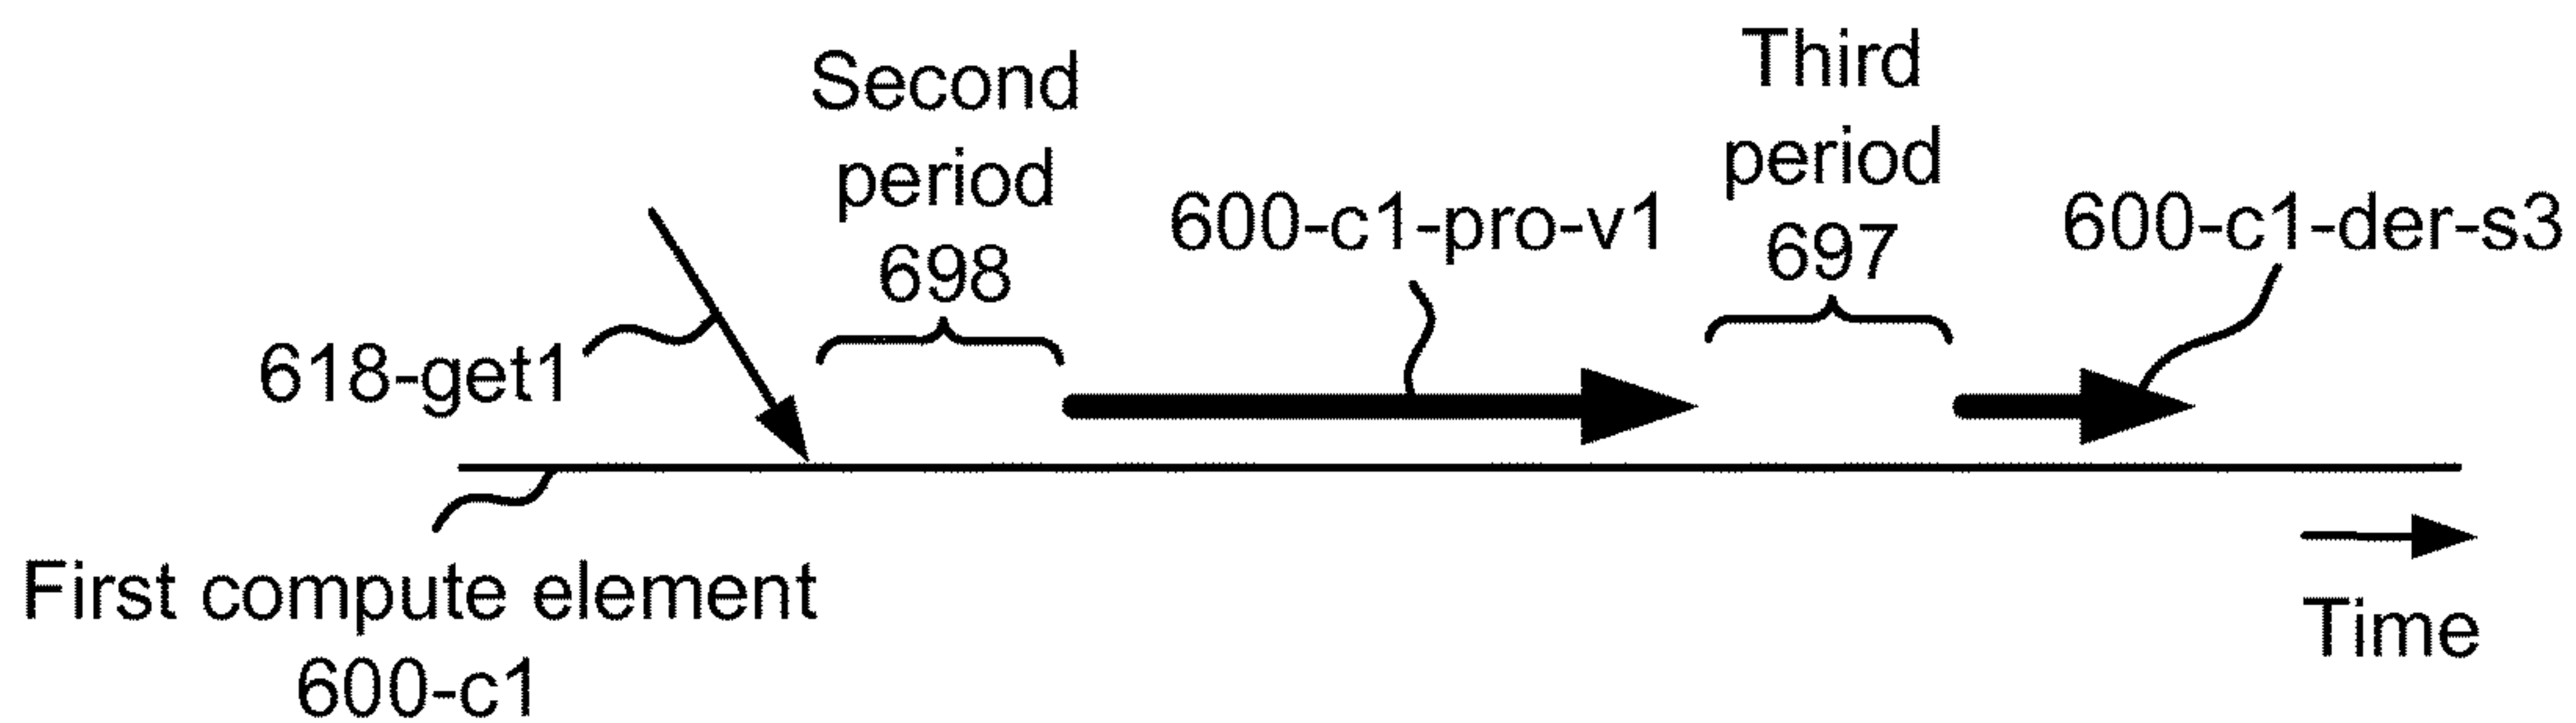 Second
period
698
Third
period
697
600-c1-pro-v1
600-c1-der-s3
618-get1
First compute element
600-c1
Time